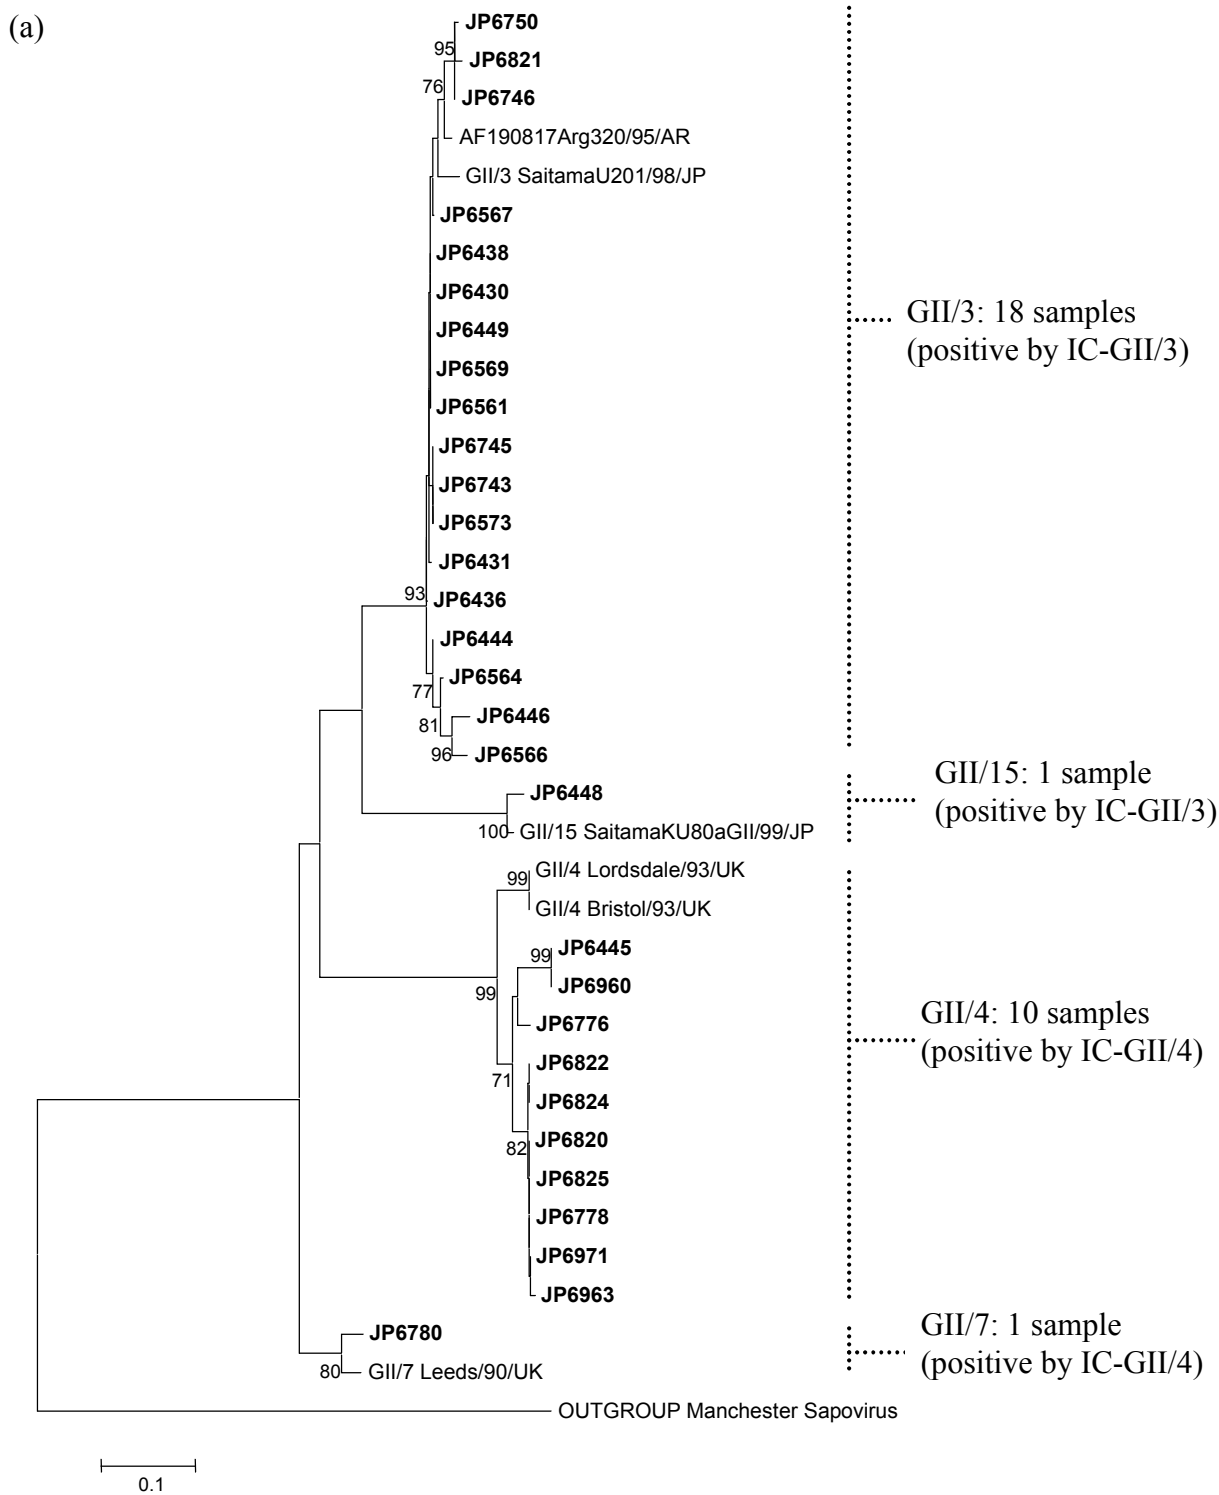 (a)
JP6750
95
JP6821
76
JP6746
AF190817Arg320/95/AR
GII/3 SaitamaU201/98/JP
JP6567
JP6438
JP6430
GII/3: 18 samples
(positive by IC-GII/3)
JP6449
JP6569
JP6561
JP6745
JP6743
JP6573
JP6431
93
JP6436
JP6444
JP6564
77
JP6446
81
96
JP6566
GII/15: 1 sample
(positive by IC-GII/3)
JP6448
100
GII/15 SaitamaKU80aGII/99/JP
GII/4 Lordsdale/93/UK
99
GII/4 Bristol/93/UK
JP6445
99
JP6960
99
GII/4: 10 samples
(positive by IC-GII/4)
JP6776
JP6822
71
JP6824
JP6820
82
JP6825
JP6778
JP6971
JP6963
GII/7: 1 sample
(positive by IC-GII/4)
JP6780
80
GII/7 Leeds/90/UK
OUTGROUP Manchester Sapovirus
0.1